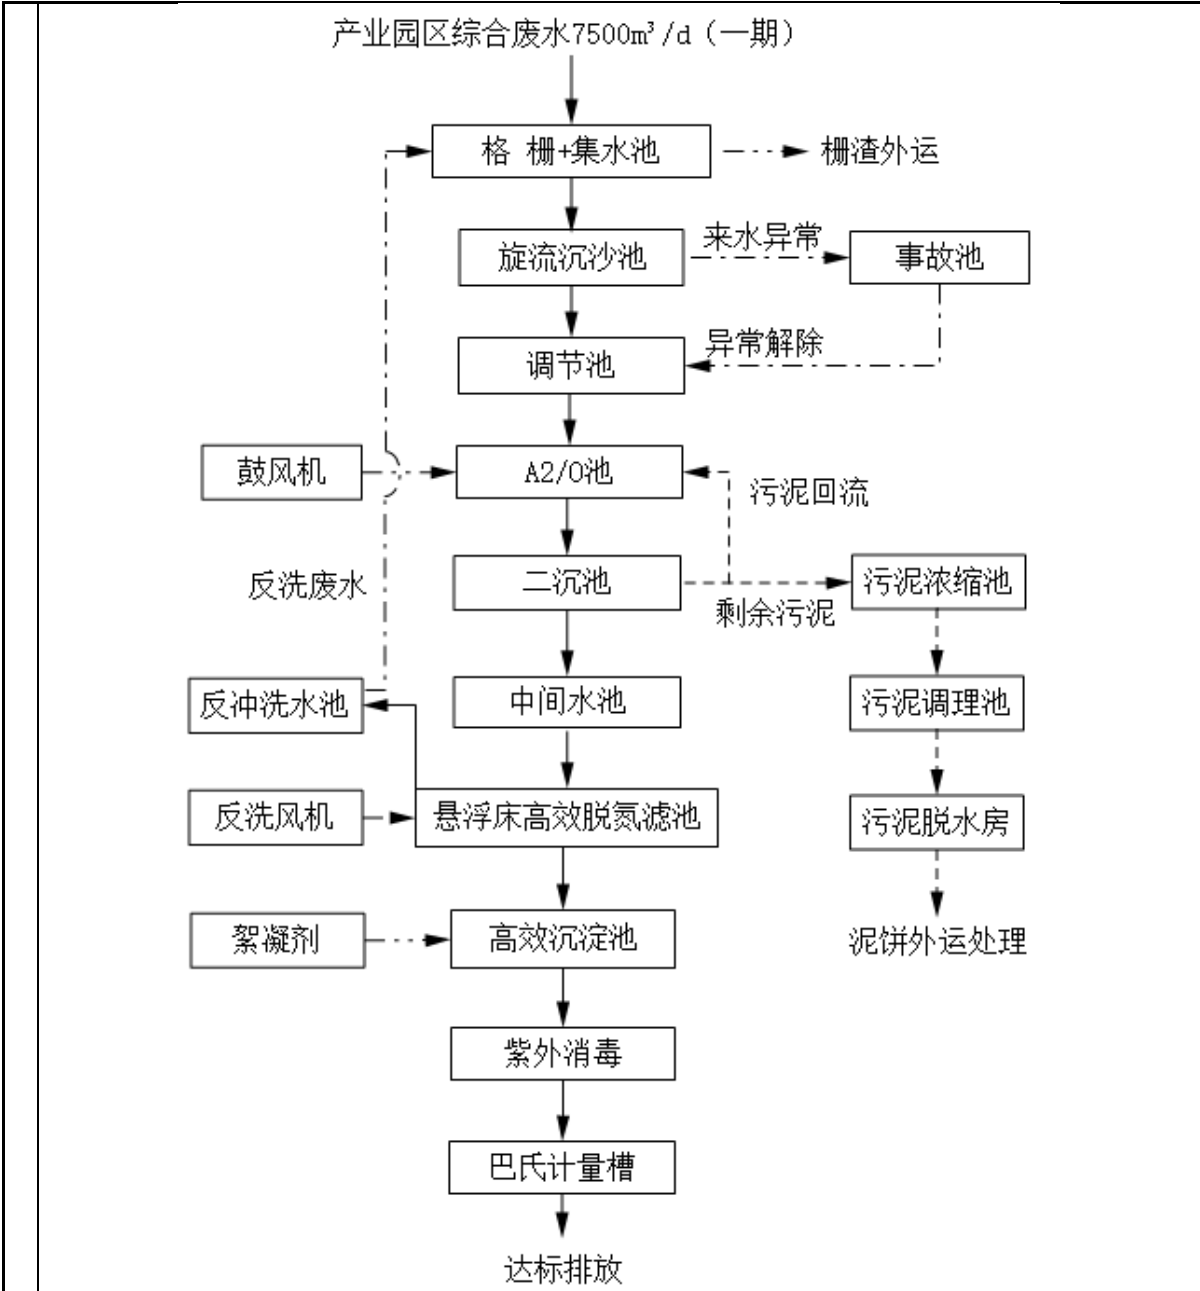 产业园区综合废水7500m³/d（一期）
格 栅+集水池
栅渣外运
旋流沉沙池
来水异常
事故池
异常解除
调节池
鼓风机
A2/O池
污泥回流
反洗废水
二沉池
剩余污泥
污泥浓缩池
反冲洗水池
中间水池
污泥调理池
反洗风机
悬浮床高效脱氮滤池
污泥脱水房
絮凝剂
高效沉淀池
泥饼外运处理
紫外消毒
巴氏计量槽
达标排放